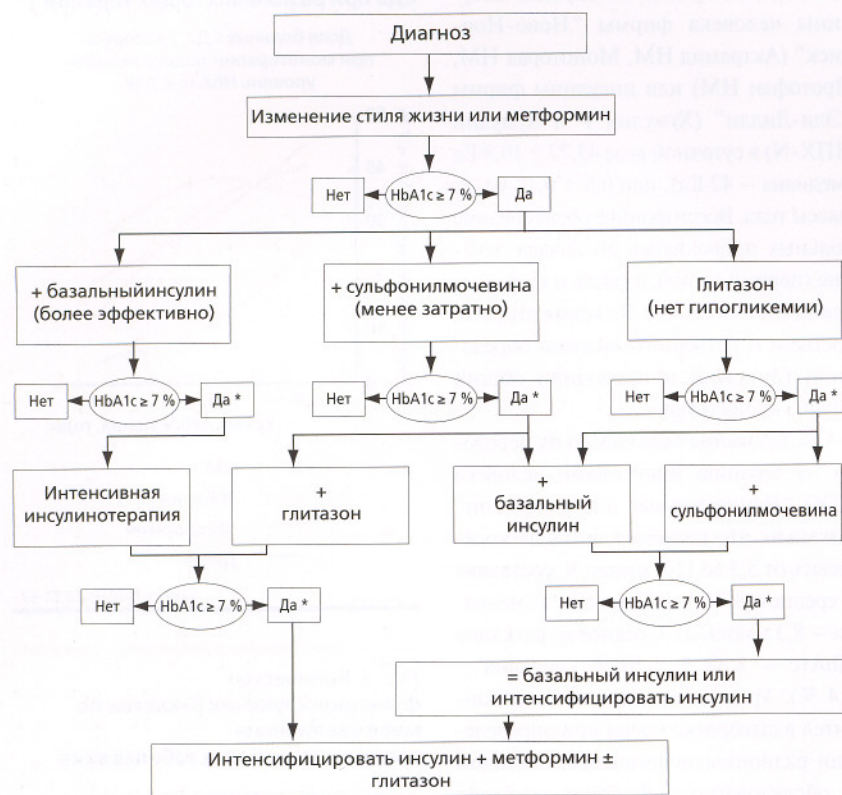 Диагноз
Изменение стиля жизни или метформин
Нет
HbA1c ≥ 7 %
Да
+ базальныйинсулин
(более эффективно)
+ сульфонилмочевина
(менее затратно)
Глитазон
(нет гипогликемии)
Нет
HbA1c ≥ 7 %
Да *
Нет
HbA1c ≥ 7 %
Да *
Нет
HbA1c ≥ 7 %
Да *
Интенсивная
инсулинотерапия
+
глитазон
+
базальный
инсулин
+
сульфонилмочевина
Нет
HbA1c ≥ 7 %
Да *
Нет
HbA1c ≥ 7 %
Да *
= базальный инсулин или
интенсифицировать инсулин
Интенсифицировать инсулин + метформин ±
глитазон